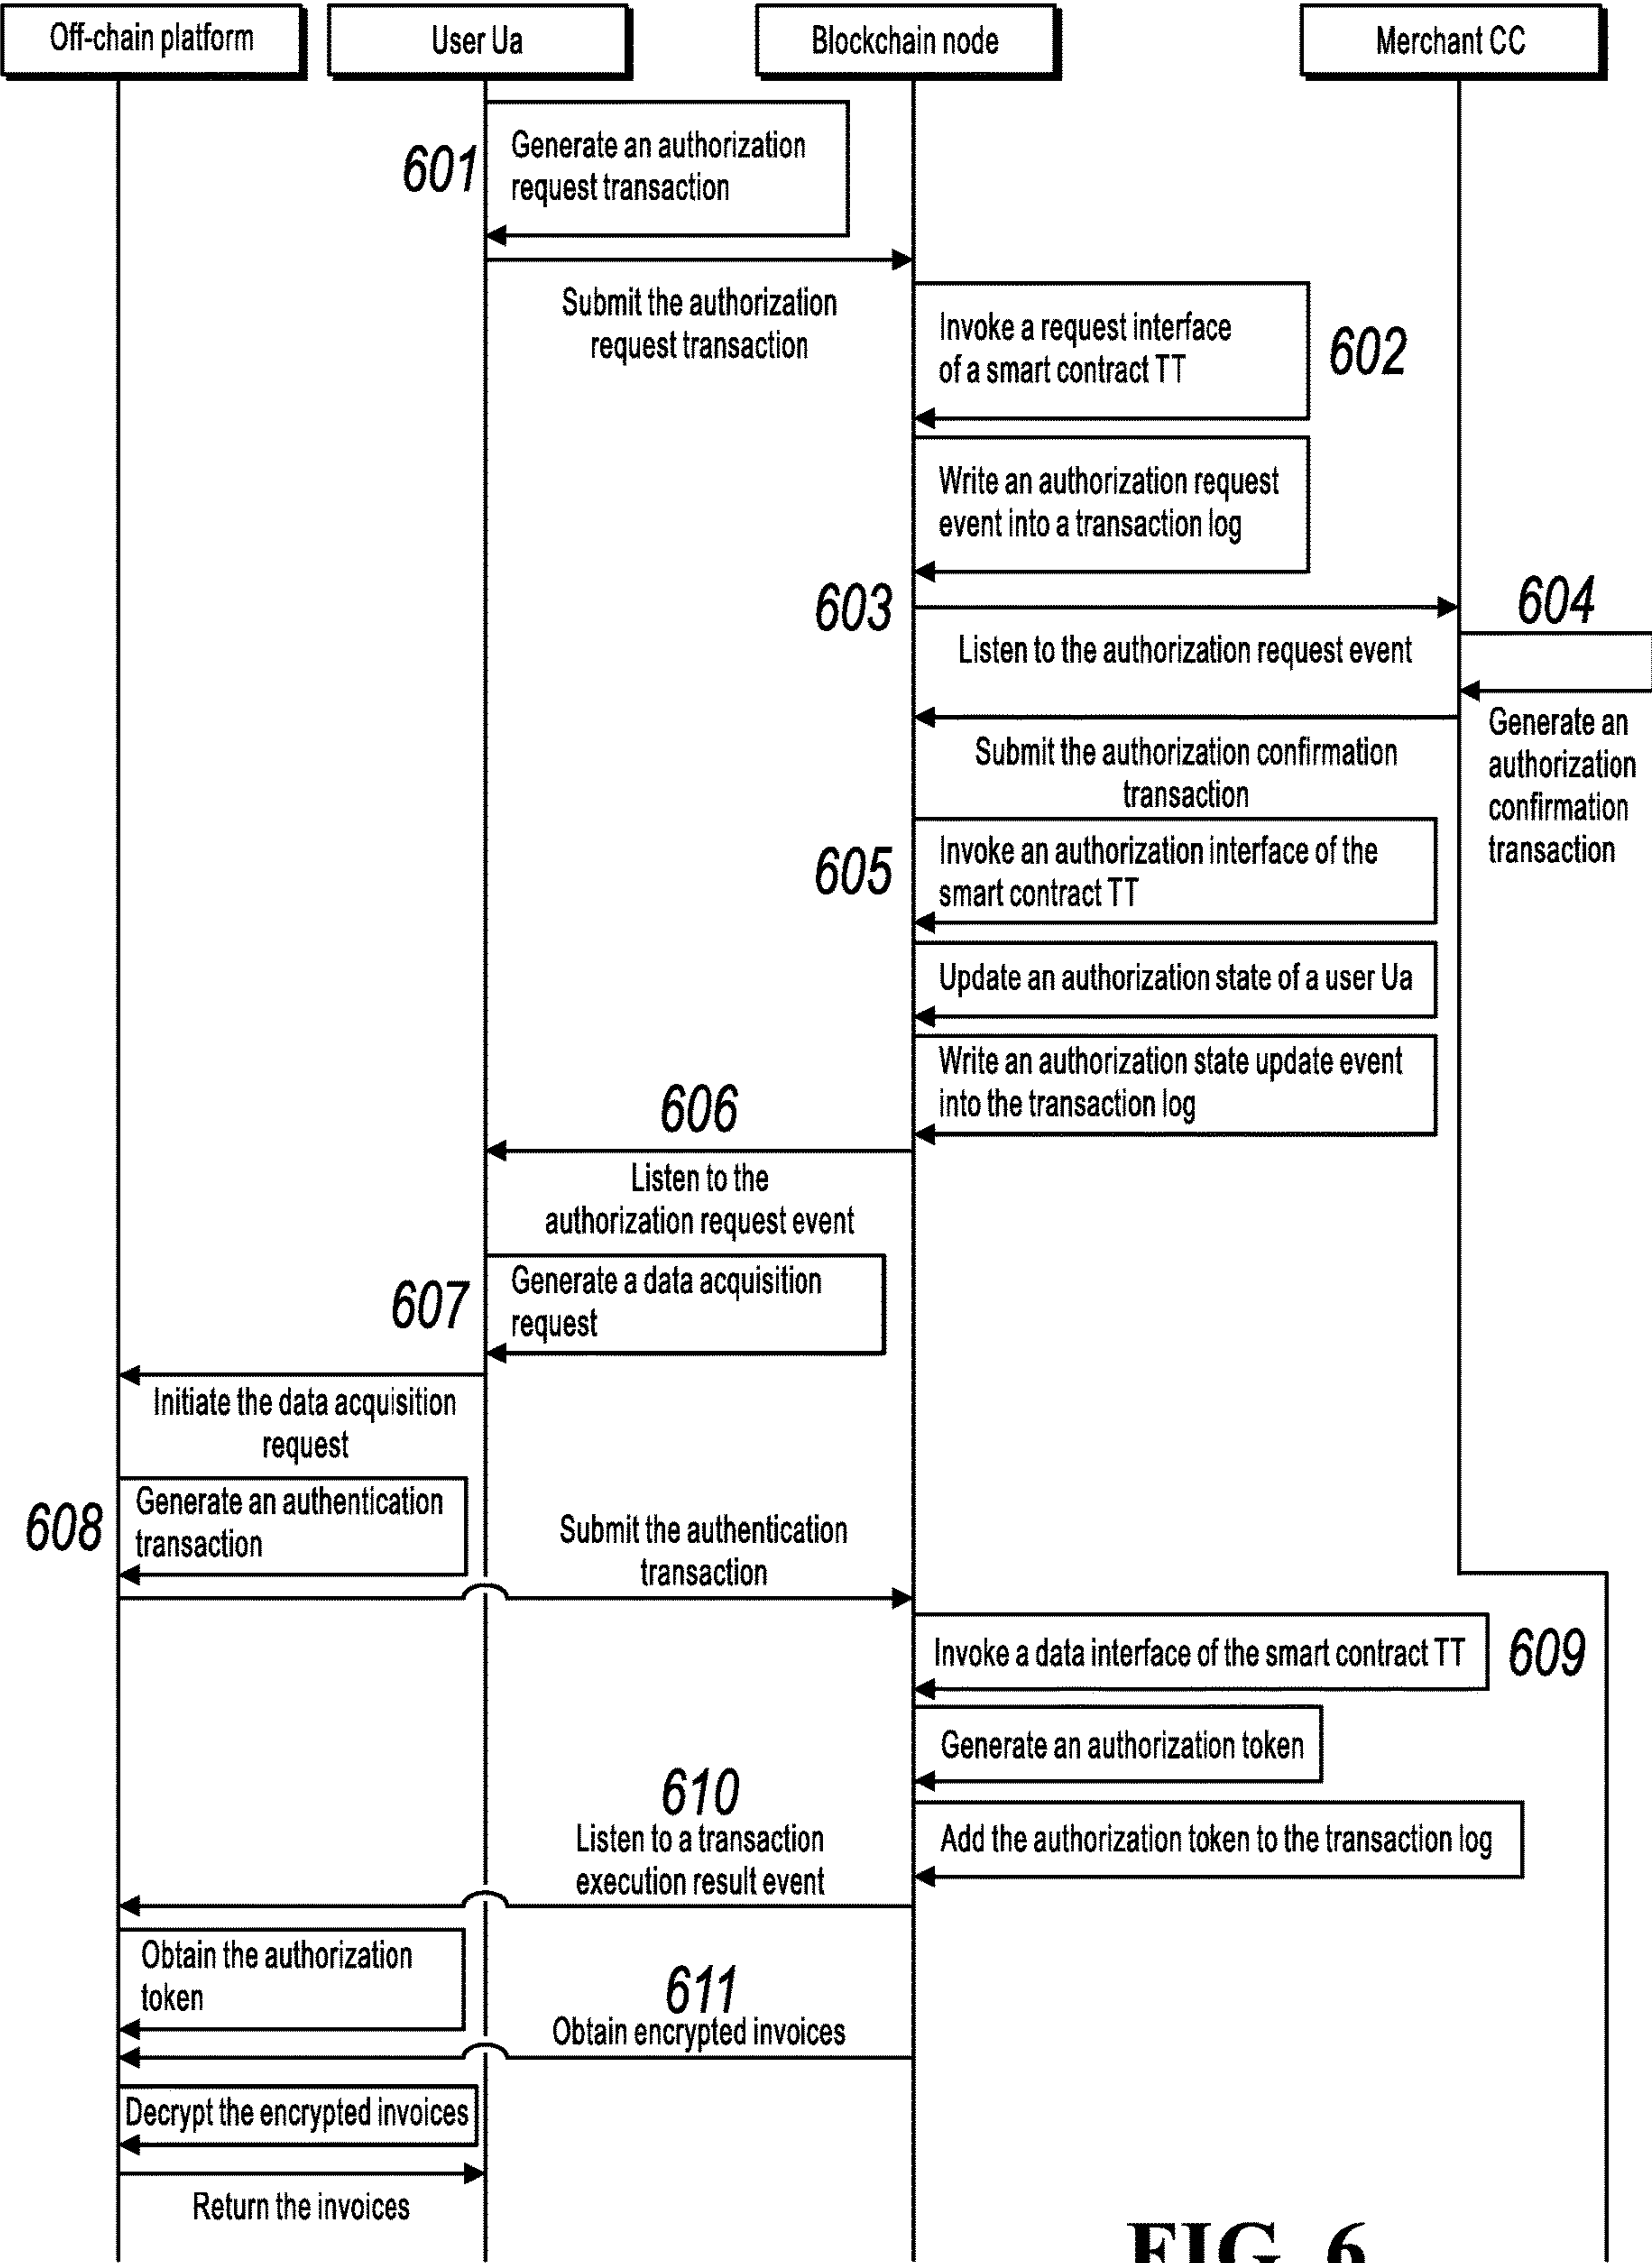 Off-chain platform
User Ua
Blockchain node
Merchant CC
601
Generate an authorization
request transaction
Submit the authorization
request transaction
Invoke a request interface
of a smart contract TT
602
Write an authorization request
event into a transaction log
603
Listen to the authorization request event
604
Generate an
authorization
confirmation
transaction
Submit the authorization confirmation
transaction
605
Invoke an authorization interface of the
smart contract TT
Update an authorization state of a user Ua
Write an authorization state update event
into the transaction log
606
Listen to the
authorization request event
607
Generate a data acquisition
request
Initiate the data acquisition
request
608
Generate an authentication
transaction
Submit the authentication
transaction
Invoke a data interface of the smart contract TT
609
Generate an authorization token
Add the authorization token to the transaction log
610
Listen to a transaction
execution result event
Obtain the authorization
token
611
Obtain encrypted invoices
Decrypt the encrypted invoices
Return the invoices
FIG. 6